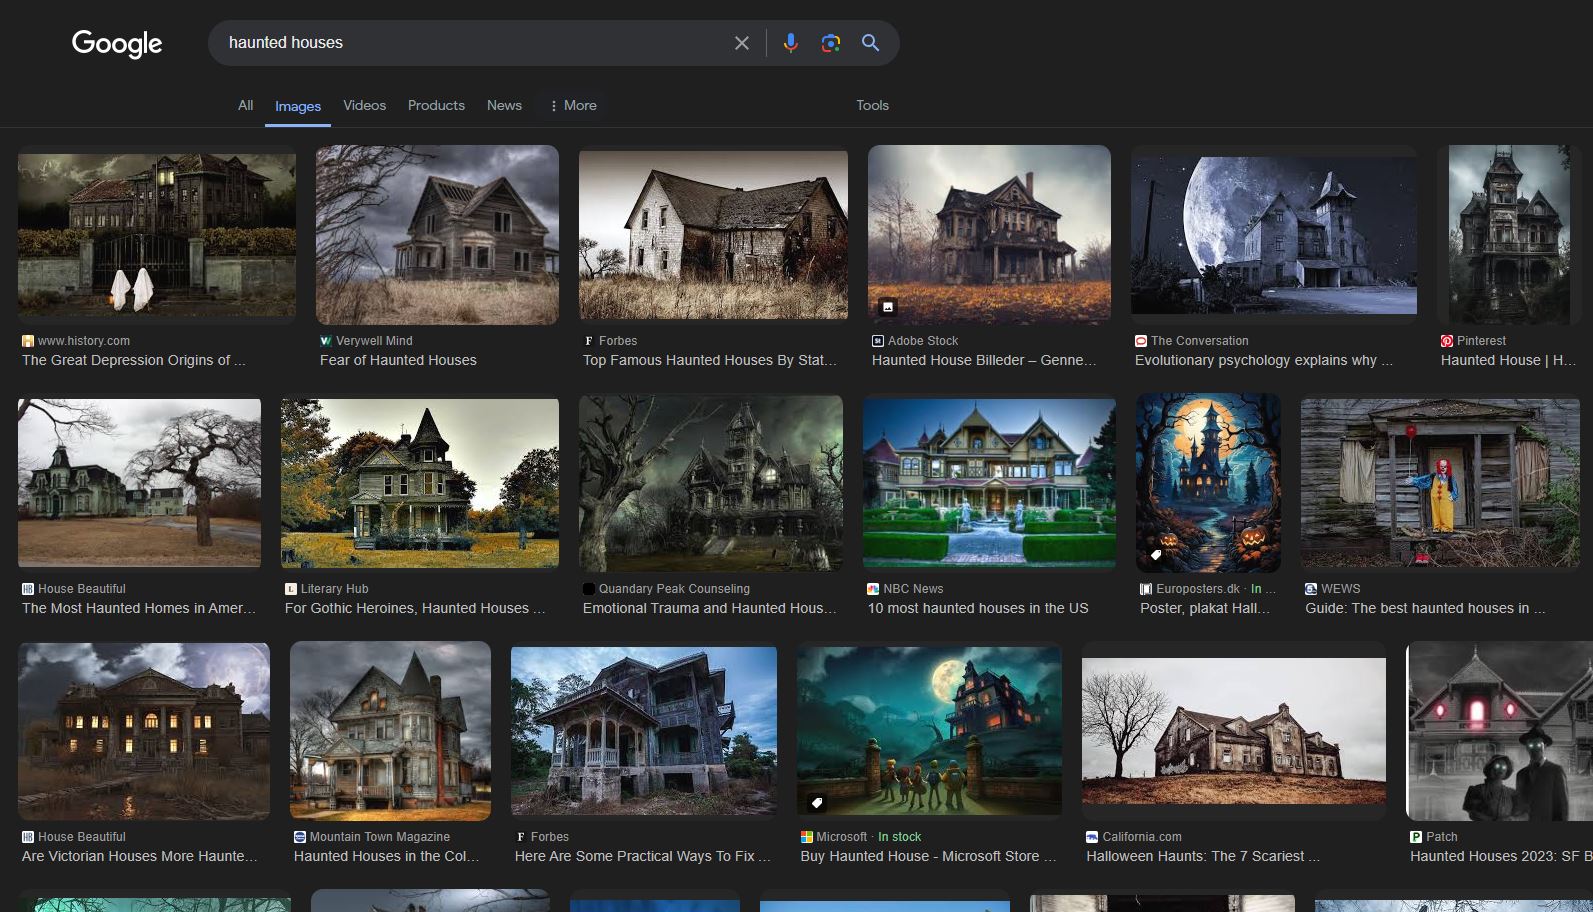 Google
haunted houses
All Images Videos Products News More Tools
www.history.com
The Great Depression Origins of ...
Verywell Mind
Fear of Haunted Houses
Forbes
Top Famous Haunted Houses By Stat...
Adobe Stock
Haunted House Billeder – Genne...
The Conversation
Evolutionary psychology explains why ...
Pinterest
Haunted House | H...
House Beautiful
The Most Haunted Homes in Amer...
Literary Hub
For Gothic Heroines, Haunted Houses ...
Quandary Peak Counseling
Emotional Trauma and Haunted Hous...
NBC News
10 most haunted houses in the US
Europosters.dk · In ...
Poster, plakat Hall...
WEWS
Guide: The best haunted houses in ...
House Beautiful
Are Victorian Houses More Haunte...
Mountain Town Magazine
Haunted Houses in the Col...
Forbes
Here Are Some Practical Ways To Fix ...
Microsoft · In stock
Buy Haunted House - Microsoft Store ...
California.com
Halloween Haunts: The 7 Scariest ...
Patch
Haunted Houses 2023: SF B